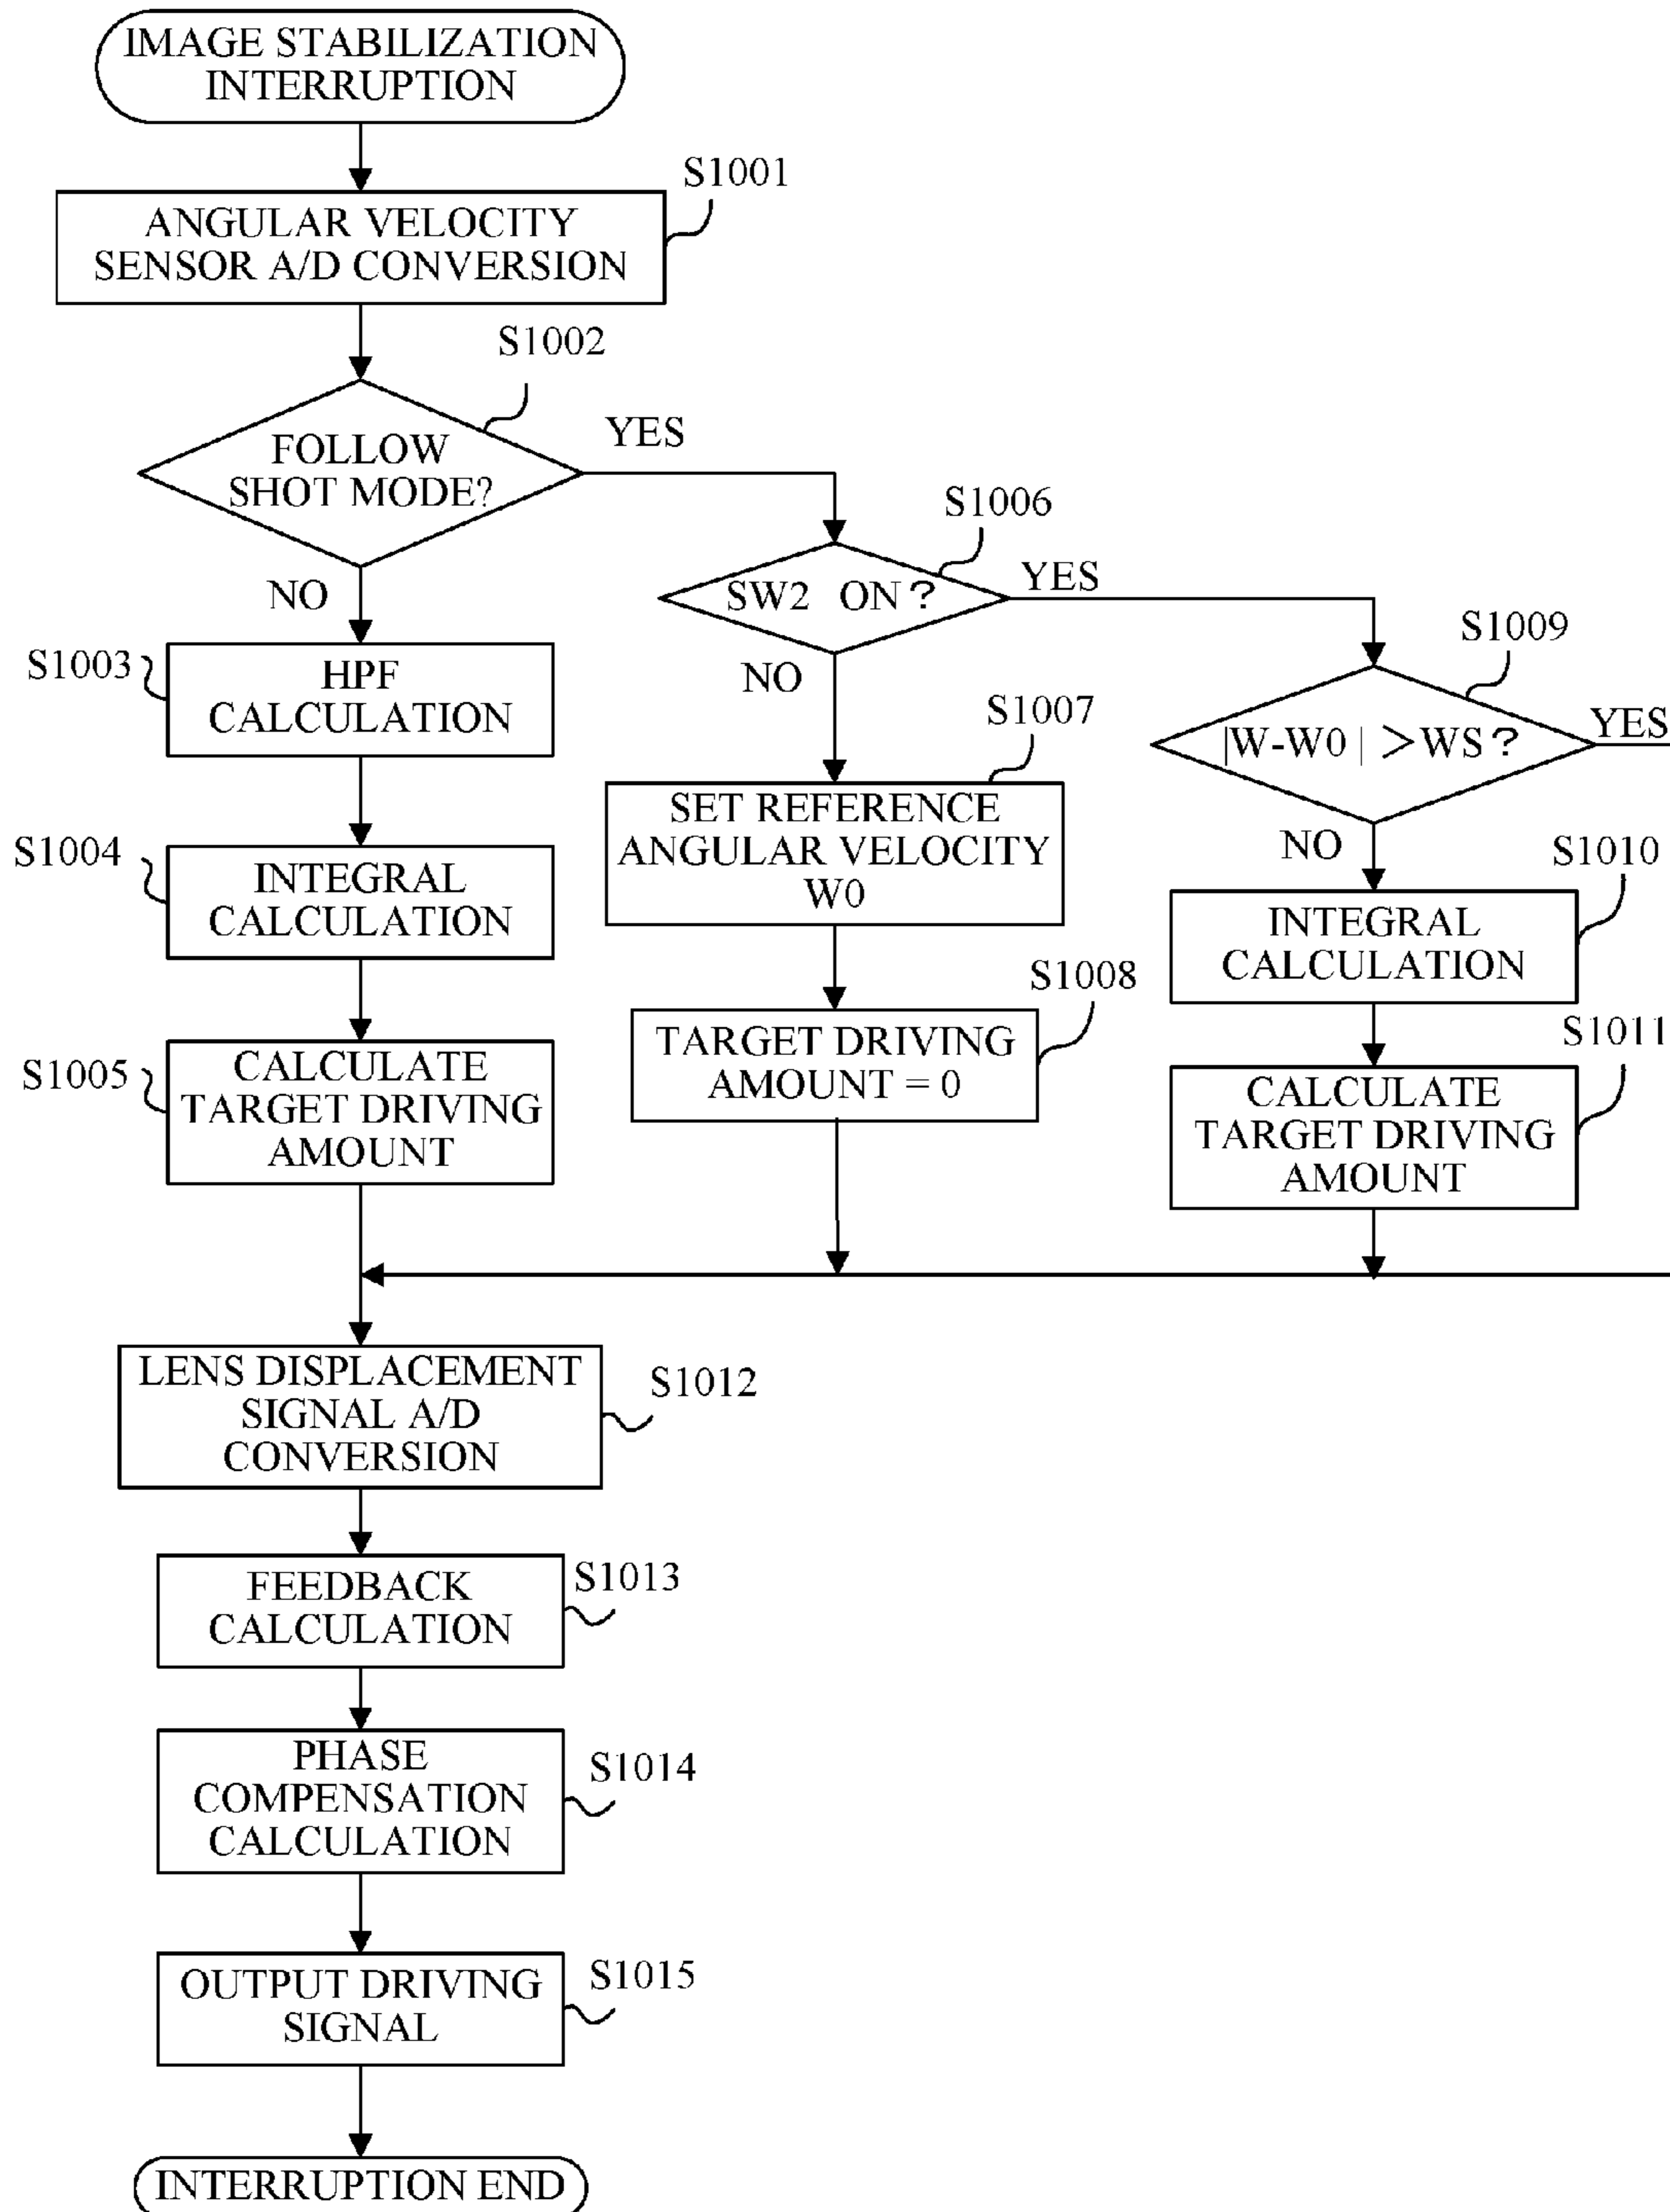 IMAGE STABILIZATION
INTERRUPTION
S1001
ANGULAR VELOCITY
SENSOR A/D CONVERSION
S1002
FOLLOW
SHOT MODE?
YES
NO
S1006
SW2 ON?
YES
NO
S1009
|W-W0| >WS?
YES
NO
S1003
HPF
CALCULATION
S1007
SET REFERENCE
ANGULAR VELOCITY
W0
S1004
INTEGRAL
CALCULATION
S1010
INTEGRAL
CALCULATION
S1008
TARGET DRIVING
AMOUNT = 0
S1005
CALCULATE
TARGET DRIVING
AMOUNT
S1011
CALCULATE
TARGET DRIVING
AMOUNT
LENS DISPLACEMENT
SIGNAL A/D
CONVERSION
S1012
FEEDBACK
CALCULATION
S1013
PHASE
COMPENSATION
CALCULATION
S1014
OUTPUT DRIVING
SIGNAL
S1015
INTERRUPTION END